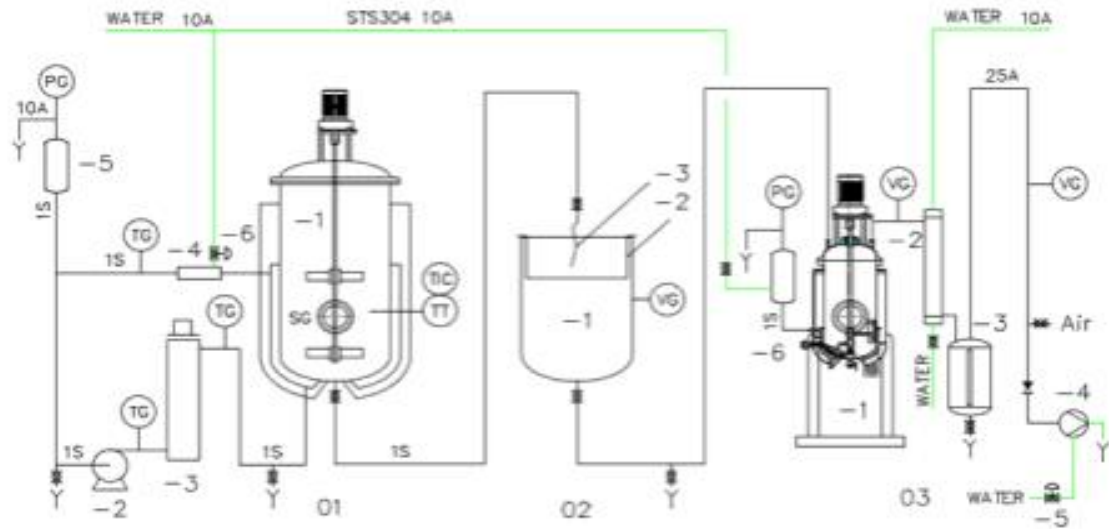 WATER 10A
STS304 10A
WATER 10A
25A
PG
10A
-5
1S
TG
-6
-4
1S
-1
TIC
TT
SG
TG
TG
1S
-3
-2
1S
01
-3
-2
VG
-1
02
PG
VG
-2
1S
-6
-1
WATER
-3
03
VG
Air
-4
WATER
-5